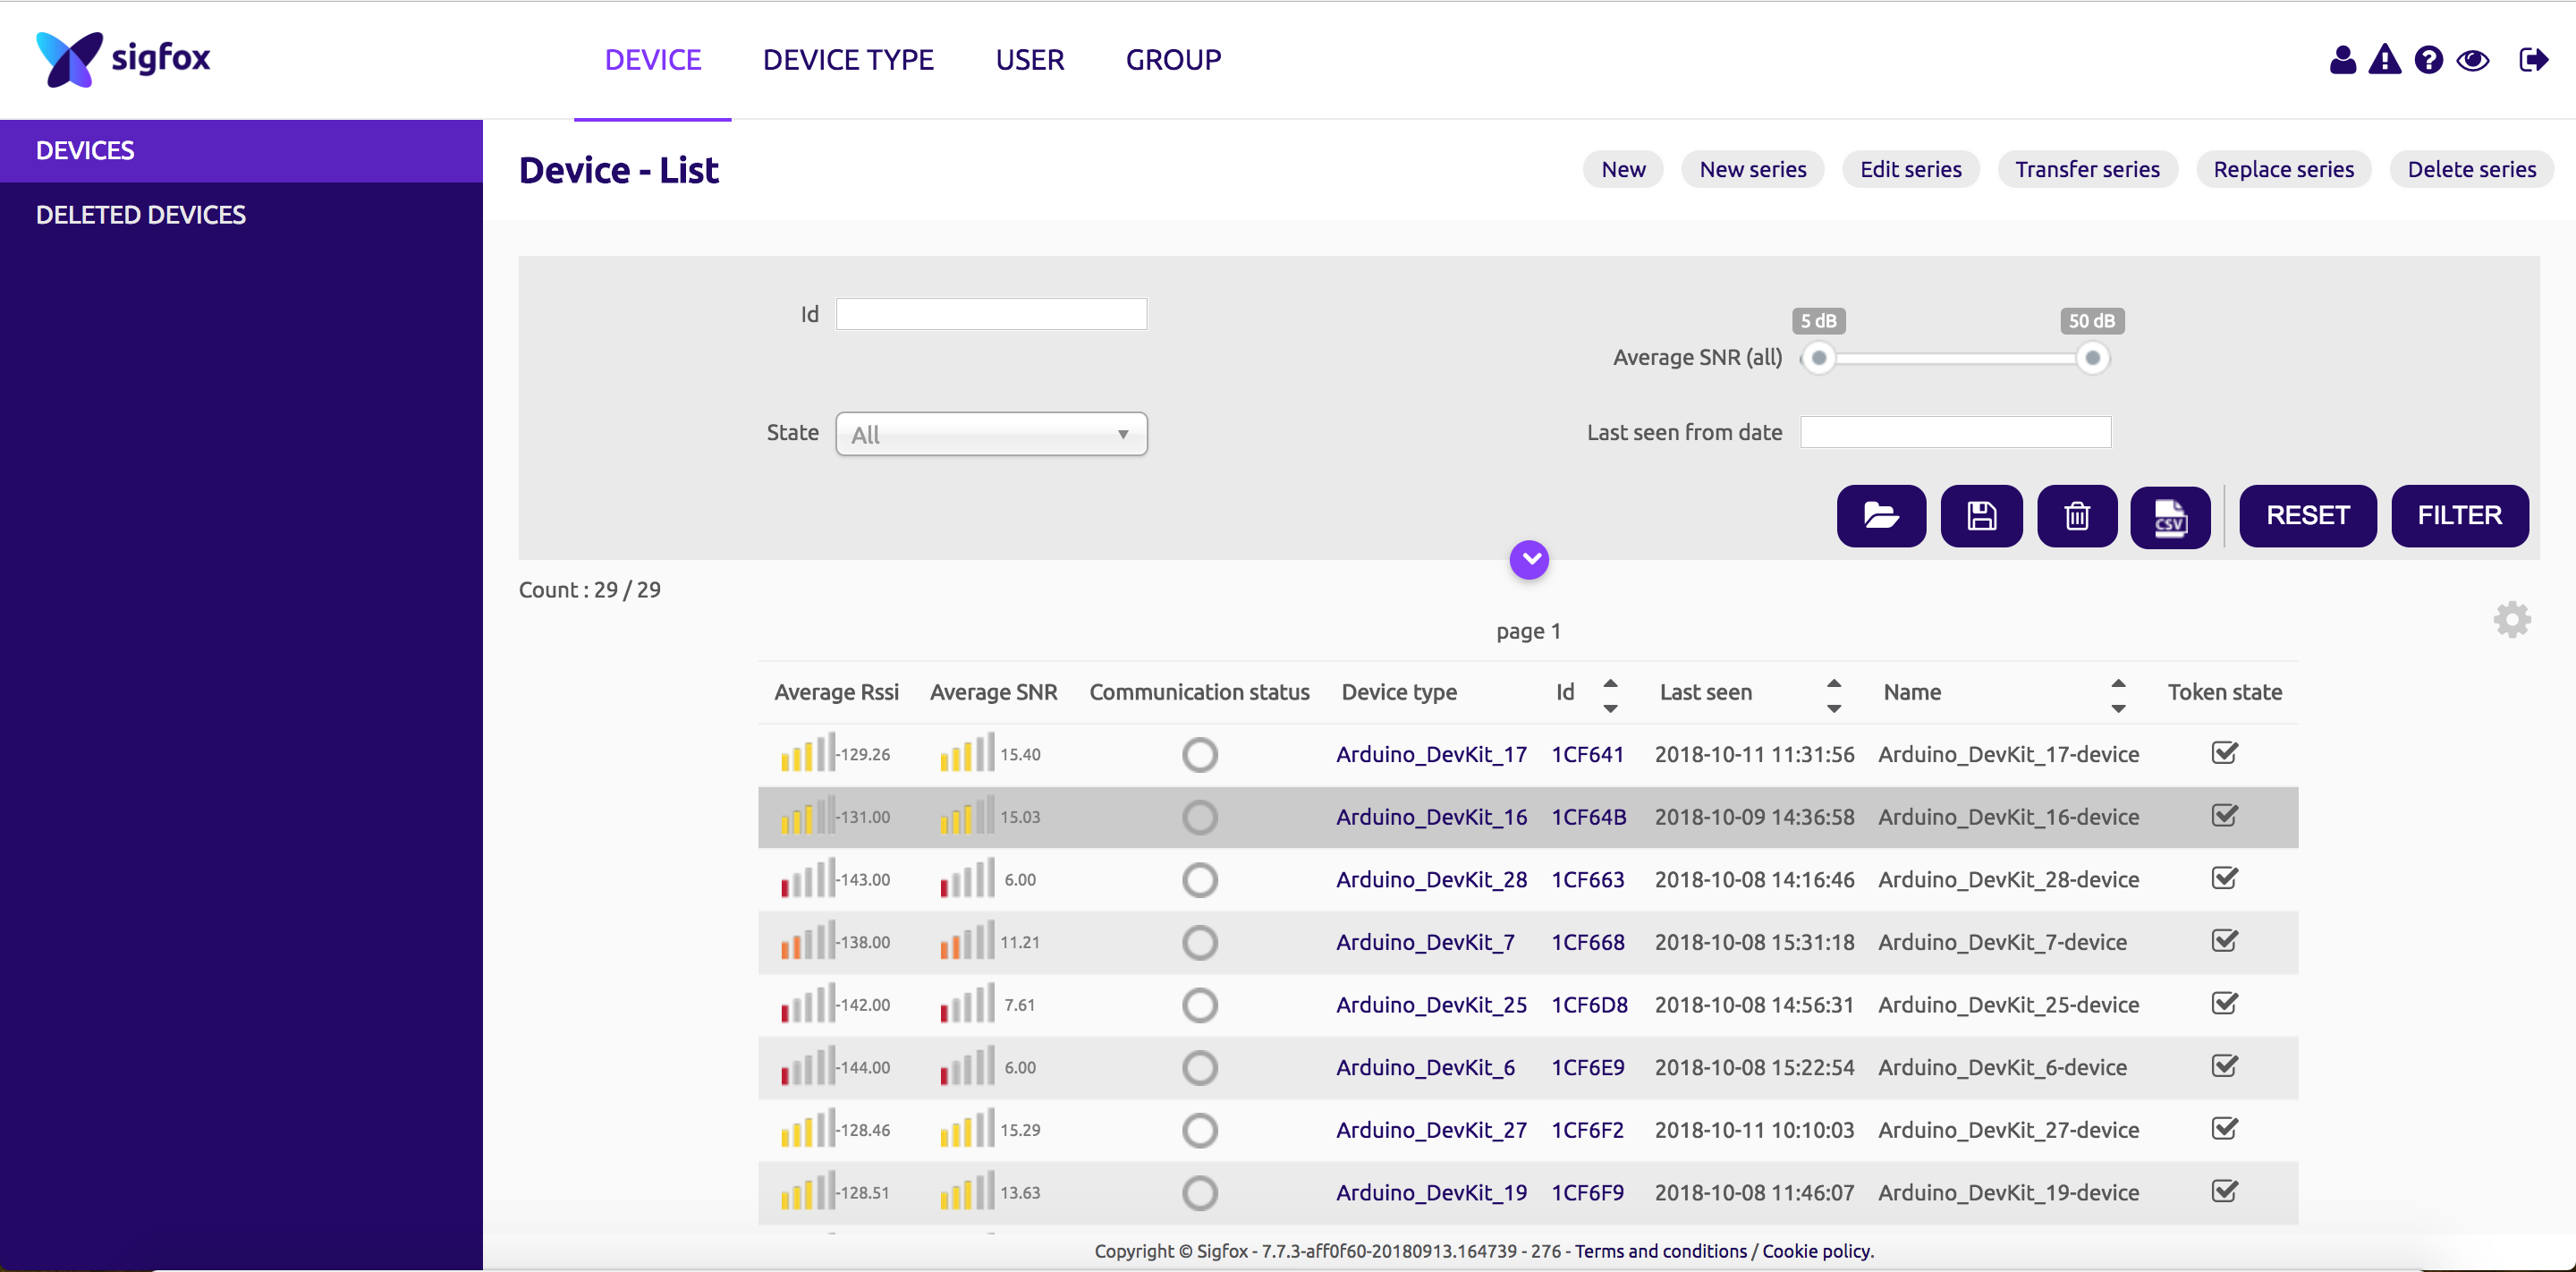 sigfox
DEVICE DEVICE TYPE USER GROUP
DEVICES
DELETED DEVICES
Device - List
New New series Edit series Transfer series Replace series Delete series
Id
5 dB 50 dB
Average SNR (all)
State All
Last seen from date
CSV RESET FILTER
Count : 29 / 29
page 1
Average Rssi Average SNR Communication status Device type Id Last seen Name Token state
-129.26 15.40 Arduino_DevKit_17 1CF641 2018-10-11 11:31:56 Arduino_DevKit_17-device
-131.00 15.03 Arduino_DevKit_16 1CF64B 2018-10-09 14:36:58 Arduino_DevKit_16-device
-143.00 6.00 Arduino_DevKit_28 1CF663 2018-10-08 14:16:46 Arduino_DevKit_28-device
-138.00 11.21 Arduino_DevKit_7 1CF668 2018-10-08 15:31:18 Arduino_DevKit_7-device
-142.00 7.61 Arduino_DevKit_25 1CF6D8 2018-10-08 14:56:31 Arduino_DevKit_25-device
-144.00 6.00 Arduino_DevKit_6 1CF6E9 2018-10-08 15:22:54 Arduino_DevKit_6-device
-128.46 15.29 Arduino_DevKit_27 1CF6F2 2018-10-11 10:10:03 Arduino_DevKit_27-device
-128.51 13.63 Arduino_DevKit_19 1CF6F9 2018-10-08 11:46:07 Arduino_DevKit_19-device
Copyright © Sigfox - 7.7.3-aff0f60-20180913.164739 - 276 - Terms and conditions / Cookie policy.